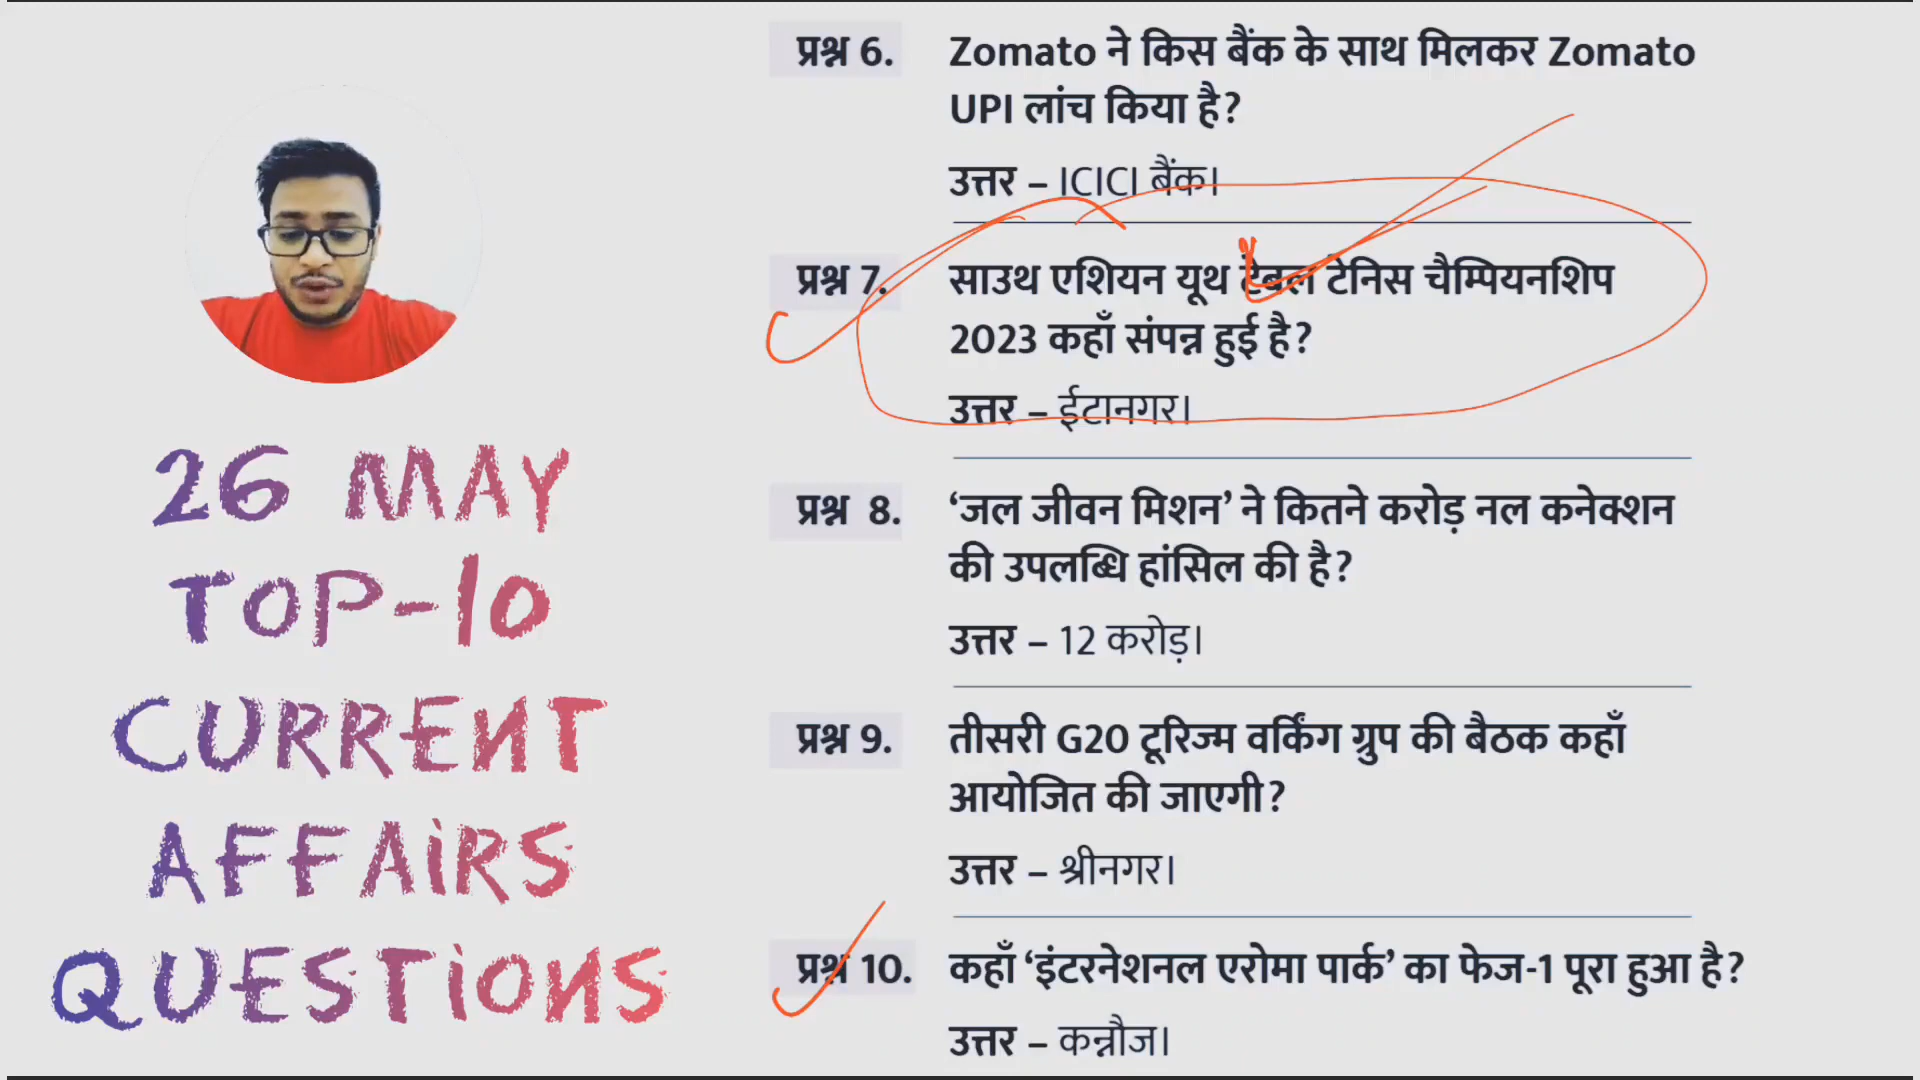 26 MAY
TOP-10
CURRENT
AFFAIRS
QUESTIONS
प्रश्न 6. Zomato ने किस बैंक के साथ मिलकर Zomato
UPI लांच किया है?
उत्तर – ICICI बैंक।
प्रश्न 7. साउथ एशियन यूथ टेबल टेनिस चैम्पियनशिप
2023 कहाँ संपन्न हुई है?
उत्तर – ईटानगर।
प्रश्न 8. ‘जल जीवन मिशन’ ने कितने करोड़ नल कनेक्शन
की उपलब्धि हांसिल की है?
उत्तर – 12 करोड़।
प्रश्न 9. तीसरी G20 टूरिज्म वर्किंग ग्रुप की बैठक कहाँ
आयोजित की जाएगी?
उत्तर – श्रीनगर।
प्रश्न 10. कहाँ ‘इंटरनेशनल एरोमा पार्क’ का फेज-1 पूरा हुआ है?
उत्तर – कन्नौज।